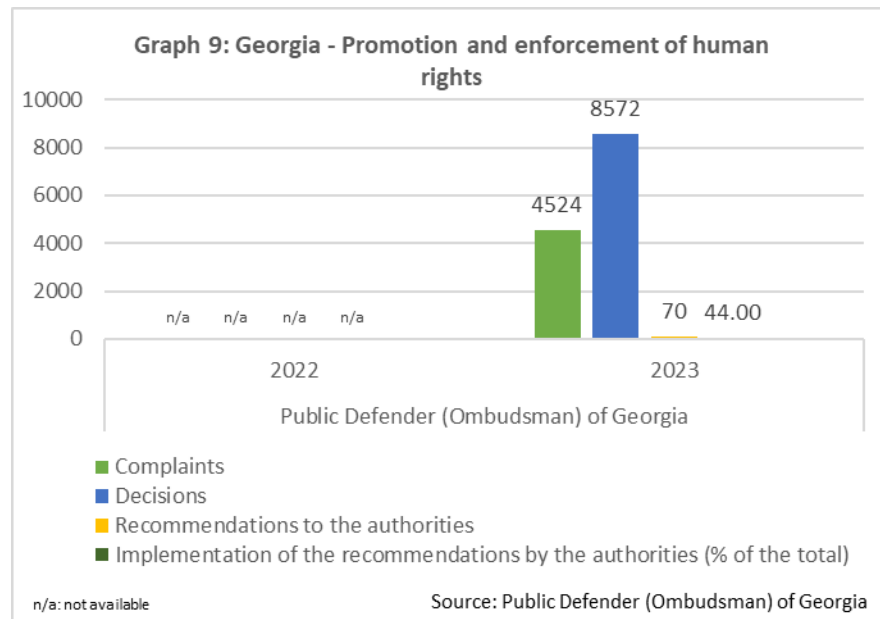 Graph 9: Georgia - Promotion and enforcement of human
rights
10000
8000
6000
4000
2000
0
n/a
n/a
n/a
n/a
4524
8572
70
44.00
2022
2023
Public Defender (Ombudsman) of Georgia
Complaints
Decisions
Recommendations to the authorities
Implementation of the recommendations by the authorities (% of the total)
n/a: not available
Source: Public Defender (Ombudsman) of Georgia